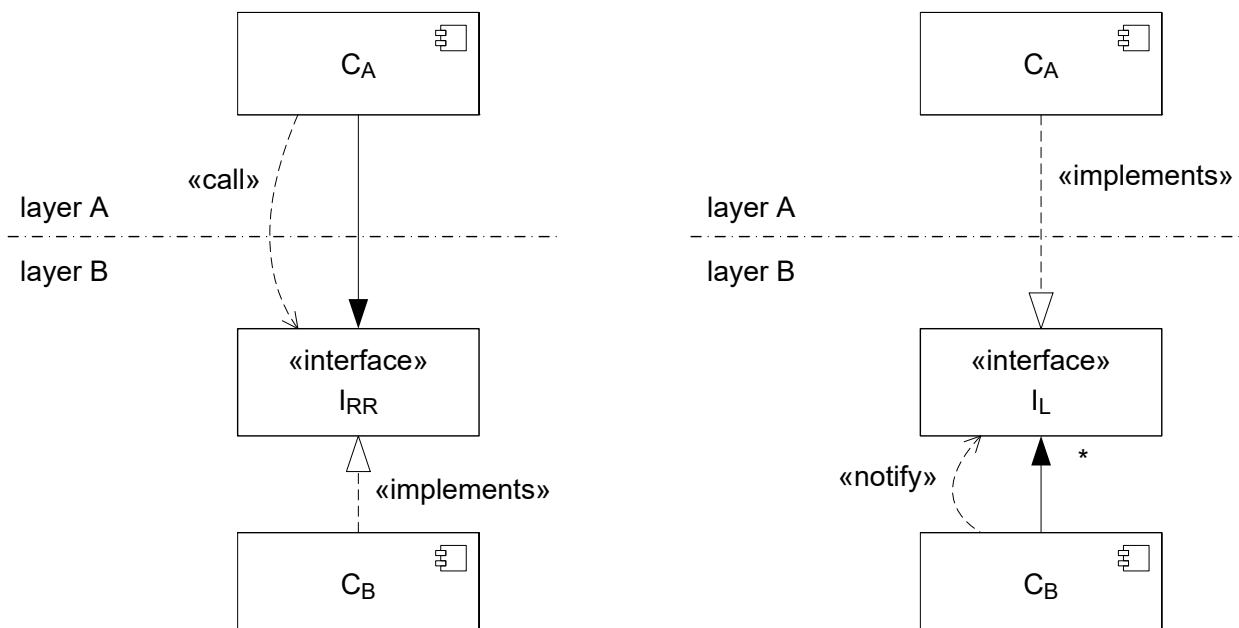 C_A
«call»
layer A
layer B
«interface»
I_RR
«implements»
C_B
C_A
«implements»
layer A
layer B
«interface»
I_L
*
«notify»
C_B